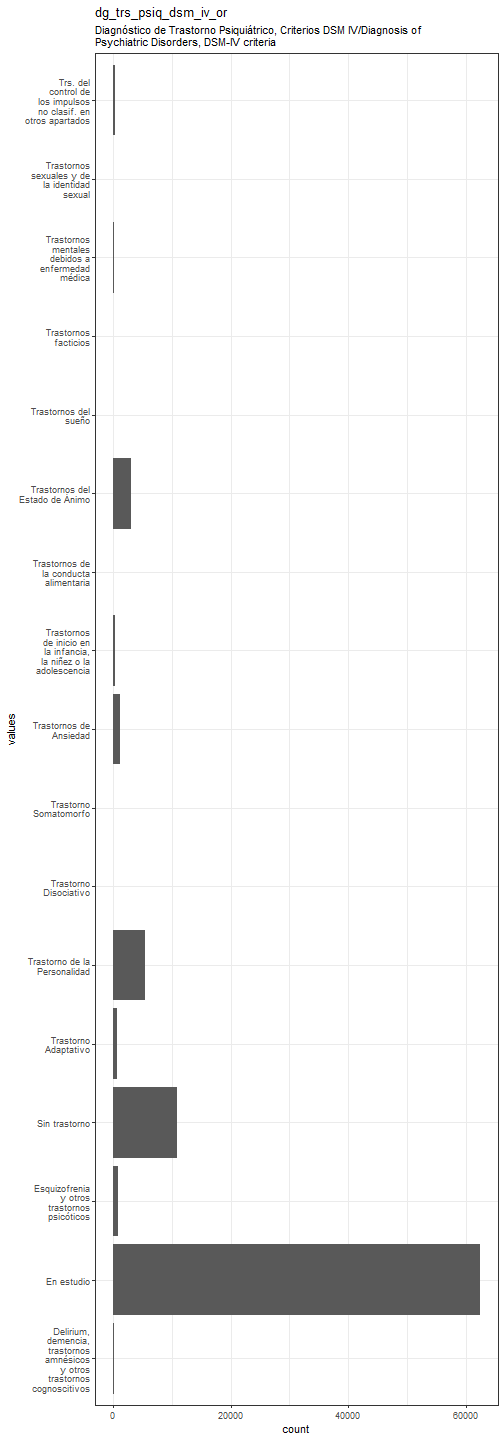 dg_trs_psiq_dsm_iv_or
Diagnóstico de Trastorno Psiquiátrico, Criterios DSM IV/Diagnosis of
Psychiatric Disorders, DSM-IV criteria
Trs. del
control de
los impulsos
no clasif. en
otros apartados
Trastornos
sexuales y de
la identidad
sexual
Trastornos
mentales
debidos a
enfermedad
médica
Trastornos
facticios
Trastornos del
sueño
Trastornos del
Estado de Ánimo
Trastornos de
la conducta
alimentaria
Trastornos
de inicio en
la infancia,
la niñez o la
adolescencia
Trastornos de
Ansiedad
Trastorno
Somatomorfo
Trastorno
Disociativo
Trastorno de la
Personalidad
Trastorno
Adaptativo
Sin trastorno
Esquizofrenia
y otros
trastornos
psicóticos
En estudio
Delirium,
demencia,
trastornos
amnésicos
y otros
trastornos
cognoscitivos
values
0 20000 40000 60000
count